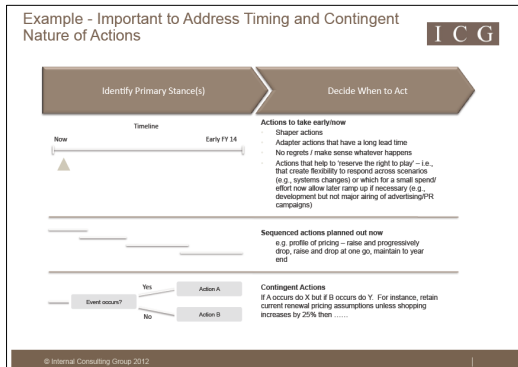 Example - Important to Address Timing and Contingent
Nature of Actions
I C G
Identify Primary Stance(s)
Decide When to Act
Timeline
Now
Early FY 14
Actions to take early/now
Shaper actions
Adapter actions that have a long lead time
No regrets / make sense whatever happens
Actions that help to 'reserve the right to play' – i.e.,
that create flexibility to respond across scenarios
(e.g., systems changes) or which for a small spend/
effort now allow later ramp up if necessary (e.g.,
development but not major airing of advertising/PR
campaigns)
Sequenced actions planned out now
e.g. profile of pricing – raise and progressively
drop, raise and drop at one go, maintain to year
end
Event occurs?
Yes
No
Action A
Action B
Contingent Actions
If A occurs do X but if B occurs do Y. For instance, retain
current renewal pricing assumptions unless shopping
increases by 25% then ……
© Internal Consulting Group 2012